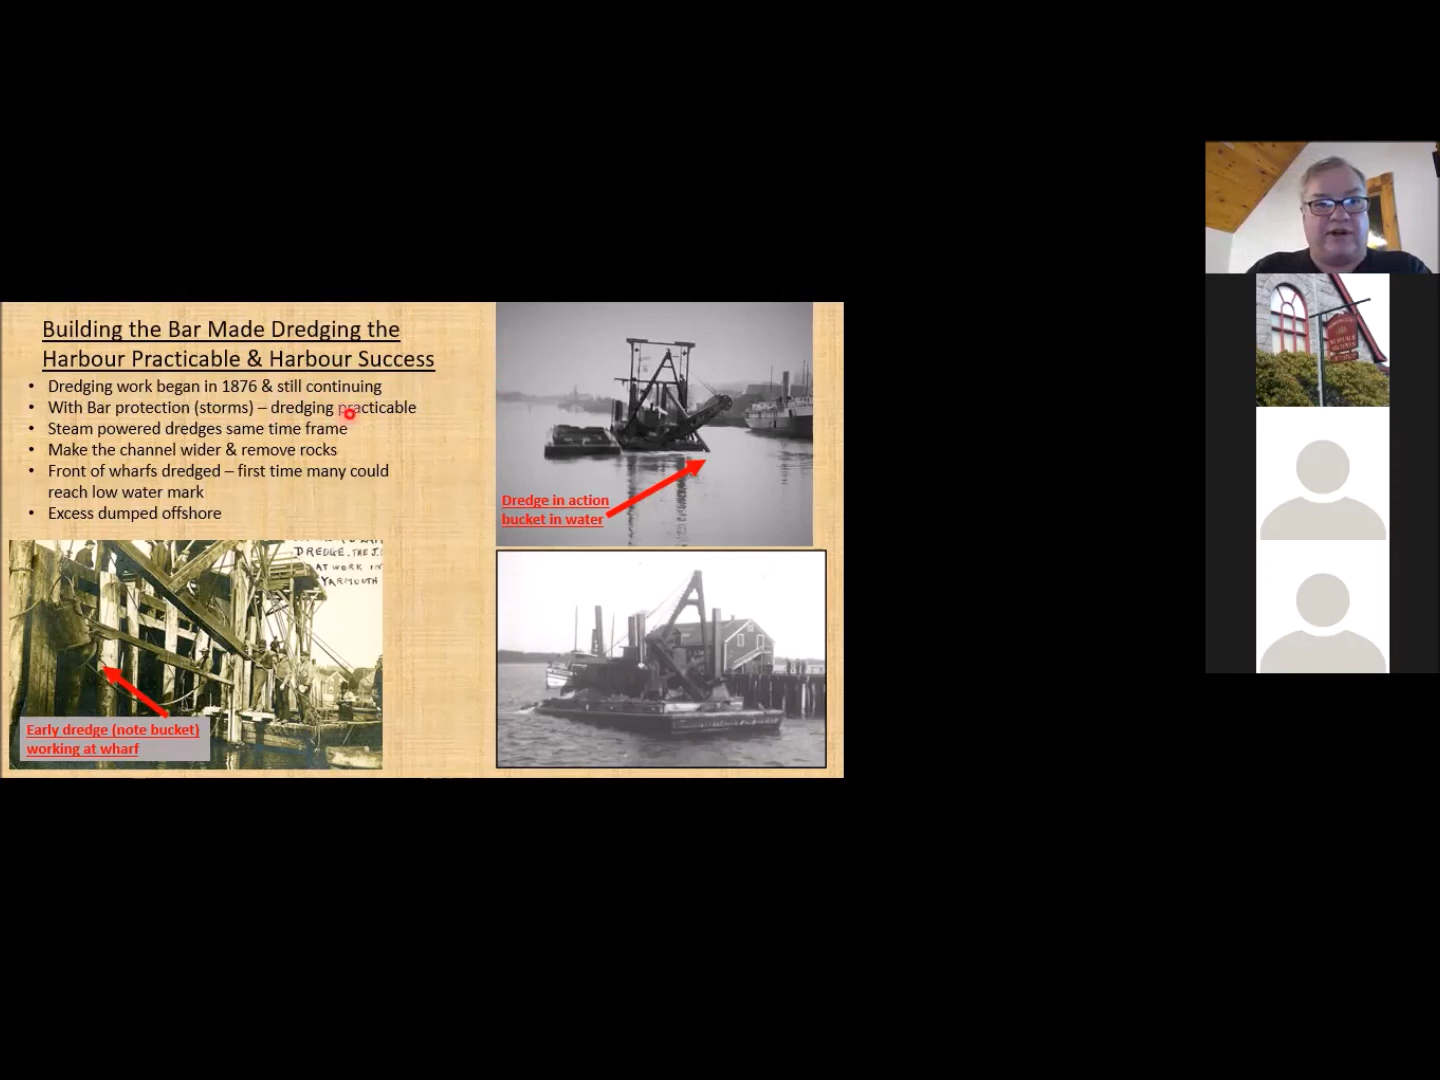 Building the Bar Made Dredging the
Harbour Practicable & Harbour Success
• Dredging work began in 1876 & still continuing
• With Bar protection (storms) – dredging practicable
• Steam powered dredges same time frame
• Make the channel wider & remove rocks
• Front of wharfs dredged – first time many could
reach low water mark
• Excess dumped offshore
Dredge in action
bucket in water
DREDGE. THE J.
AT WORK IN
YARMOUTH
Early dredge (note bucket)
working at wharf